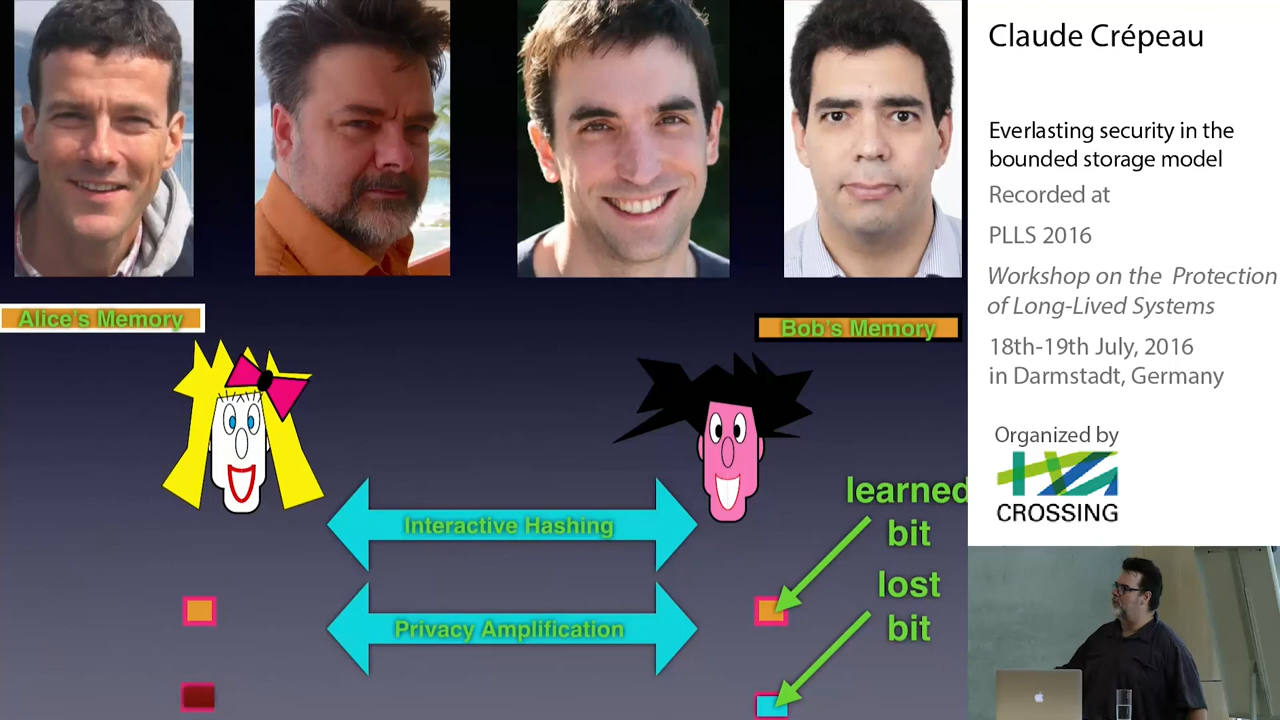 Claude Crépeau
Everlasting security in the
bounded storage model
Recorded at
PLLS 2016
Workshop on the Protection
of Long-Lived Systems
18th-19th July, 2016
in Darmstadt, Germany
Organized by
CROSSING
Alice's Memory
Bob's Memory
Interactive Hashing
Privacy Amplification
learned
bit
lost
bit